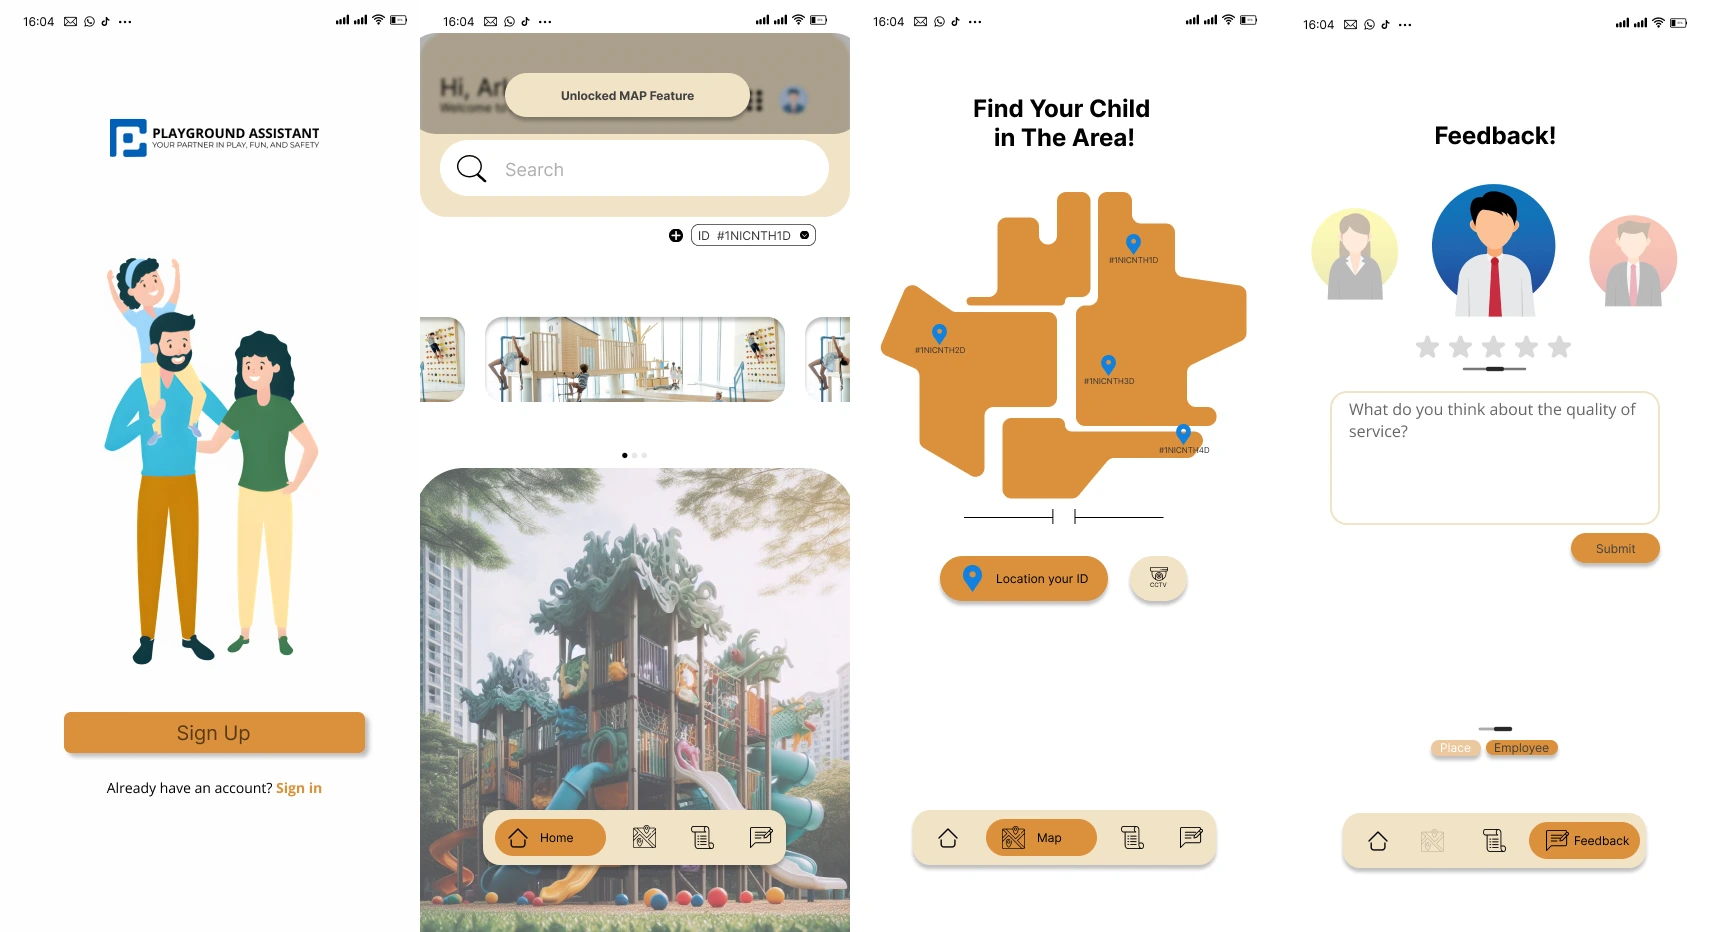 16:04
PLAYGROUND ASSISTANT
YOUR PARTNER IN PLAY, FUN, AND SAFETY
Sign Up
Already have an account? Sign in
16:04
Hi, Arl
Welcome to
Unlocked MAP Feature
Search
ID #1NICNTH1D
Home
16:04
Find Your Child
in The Area!
#1NICNTH1D
#1NICNTH2D
#1NICNTH3D
#1NICNTH4D
Location your ID
CCTV
Map
16:04
Feedback!
What do you think about the quality of
service?
Submit
Place
Employee
Feedback